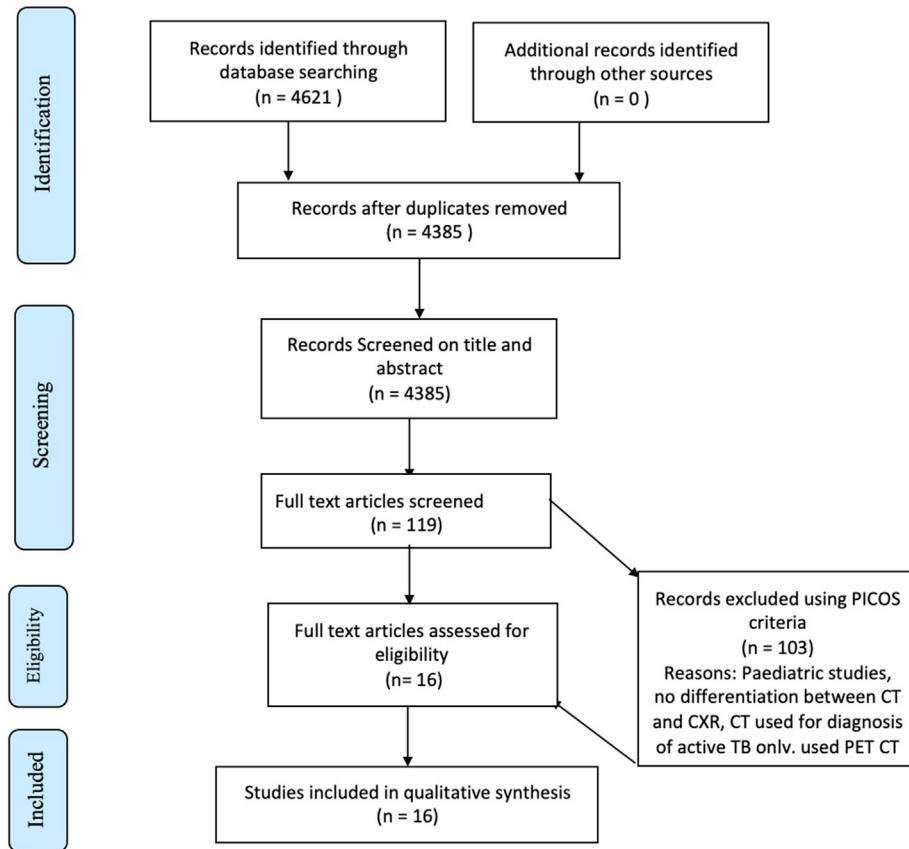 Identification
Records identified through
database searching
(n = 4621 )
Additional records identified
through other sources
(n = 0 )
Records after duplicates removed
(n = 4385 )
Screening
Records Screened on title and
abstract
(n = 4385)
Full text articles screened
(n = 119)
Eligibility
Full text articles assessed for
eligibility
(n= 16)
Records excluded using PICOS
criteria
(n = 103)
Reasons: Paediatric studies,
no differentiation between CT
and CXR, CT used for diagnosis
of active TB only. used PET CT
Included
Studies included in qualitative synthesis
(n = 16)